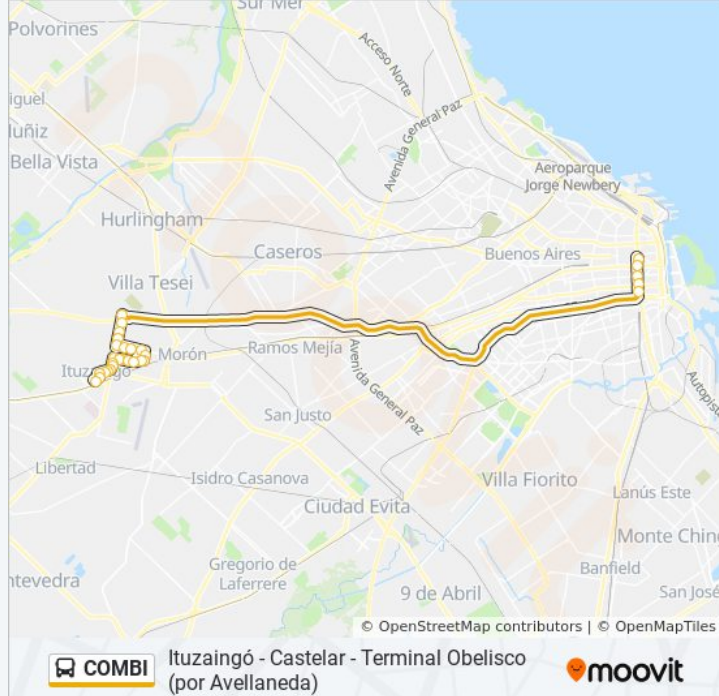 Sur Mer
Polvorines
Acceso Norte
Avenida General Paz
iguel
luñiz
Bella Vista
Aeroparque
Jorge Newbery
Hurlingham
Caseros
Buenos Aires
Villa Tesei
Ituzaingó
Morón
Ramos Mejía
Avenida General Paz
San Justo
Autopist
Libertad
Isidro Casanova
Villa Fiorito
Lanús Este
Ciudad Evita
Monte Chin
Gregorio de
Laferrere
Banfield
ntevedra
9 de Abril
San José
© OpenStreetMap contributors | © OpenMapTiles
COMBI
Ituzaingó - Castelar - Terminal Obelisco
(por Avellaneda)
moovit